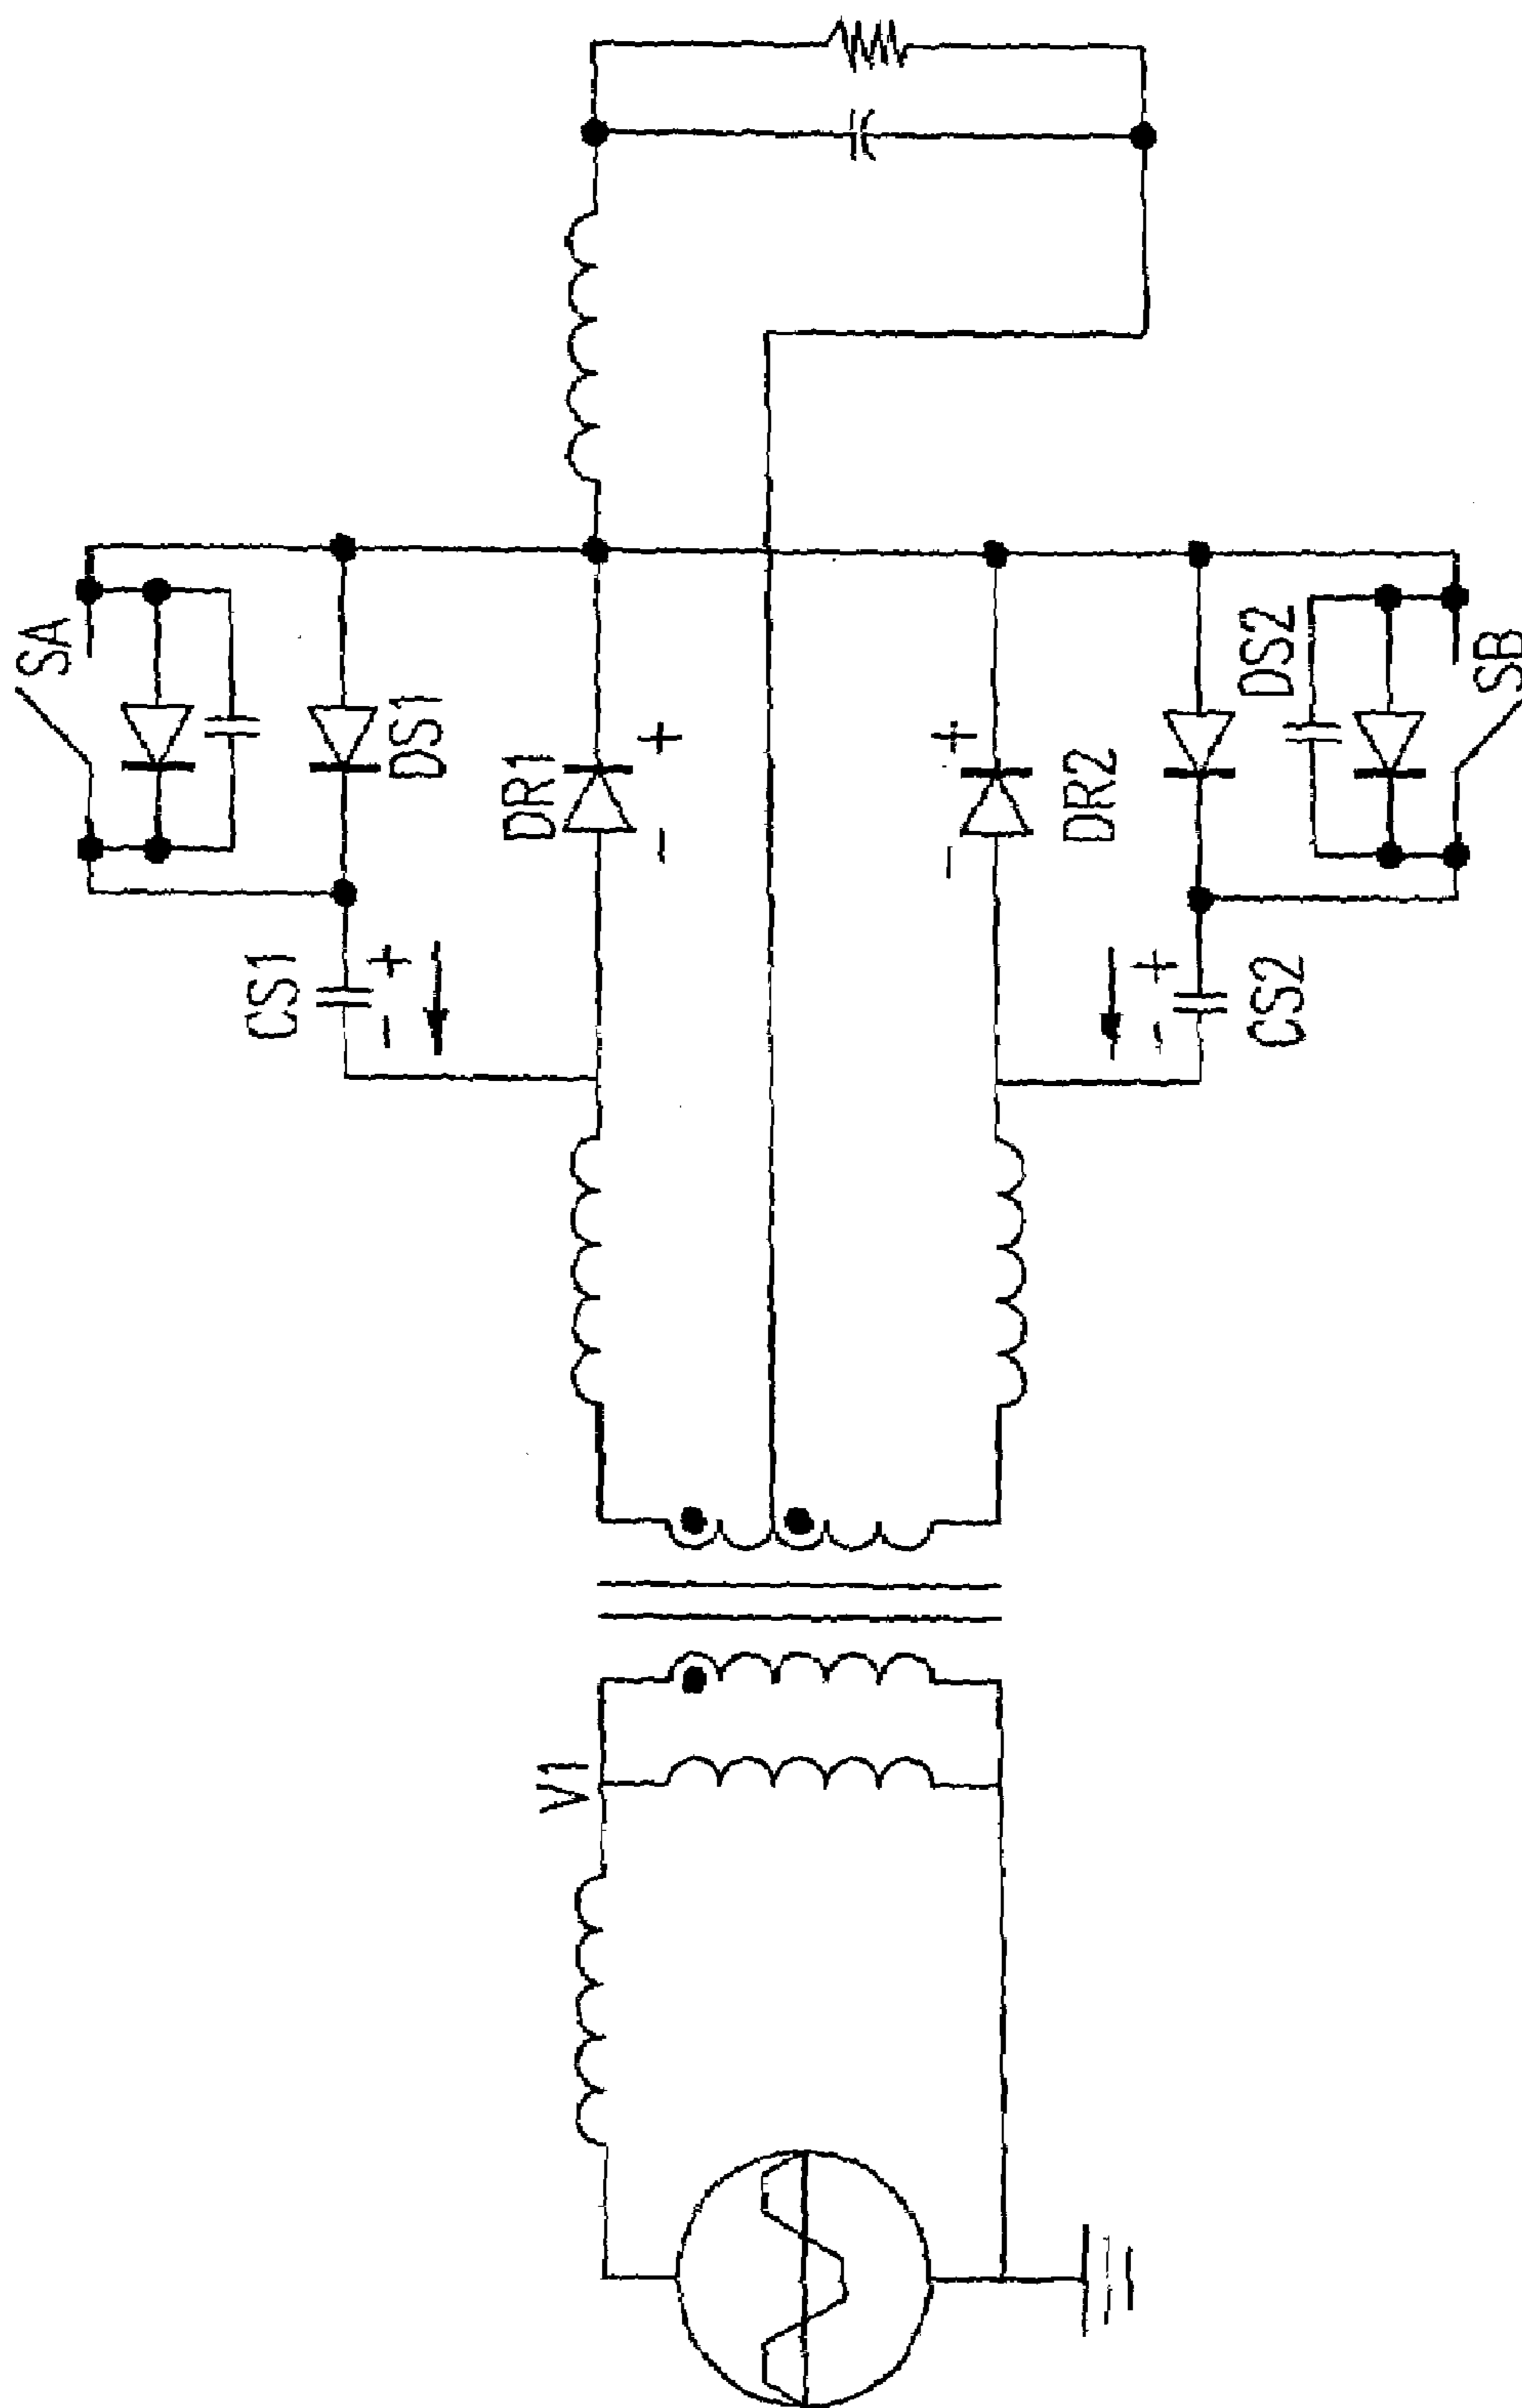 SA
DS1
CS1
+
-
DR1
+
-
+
-
DR2
DS2
SB
+
-
CS2
V1